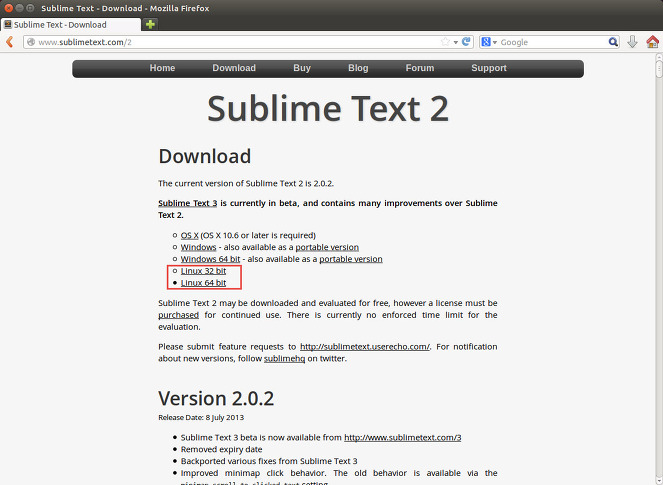 Sublime Text - Download - Mozilla Firefox
Sublime Text - Download
www.sublimetext.com/2
Google
Home Download Buy Blog Forum Support
Sublime Text 2
Download
The current version of Sublime Text 2 is 2.0.2.
Sublime Text 3 is currently in beta, and contains many improvements over Sublime
Text 2.
OS X (OS X 10.6 or later is required)
Windows - also available as a portable version
Windows 64 bit - also available as a portable version
Linux 32 bit
Linux 64 bit
Sublime Text 2 may be downloaded and evaluated for free, however a license must be
purchased for continued use. There is currently no enforced time limit for the
evaluation.
Please submit feature requests to http://sublimetext.userecho.com/. For notification
about new versions, follow sublimehq on twitter.
Version 2.0.2
Release Date: 8 July 2013
Sublime Text 3 beta is now available from http://www.sublimetext.com/3
Removed expiry date
Backported various fixes from Sublime Text 3
Improved minimap click behavior. The old behavior is available via the
minimap_scroll_to_clicked_text setting